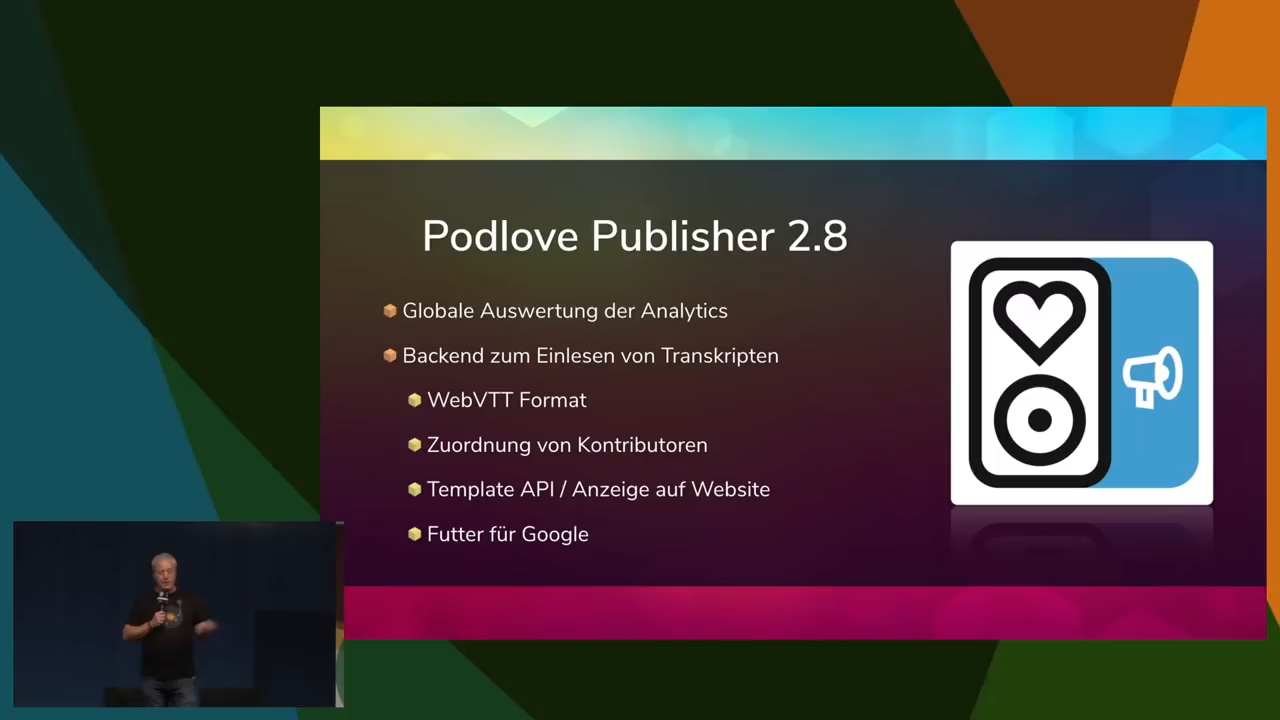 Podlove Publisher 2.8
Globale Auswertung der Analytics
Backend zum Einlesen von Transkripten
WebVTT Format
Zuordnung von Kontributoren
Template API / Anzeige auf Website
Futter für Google